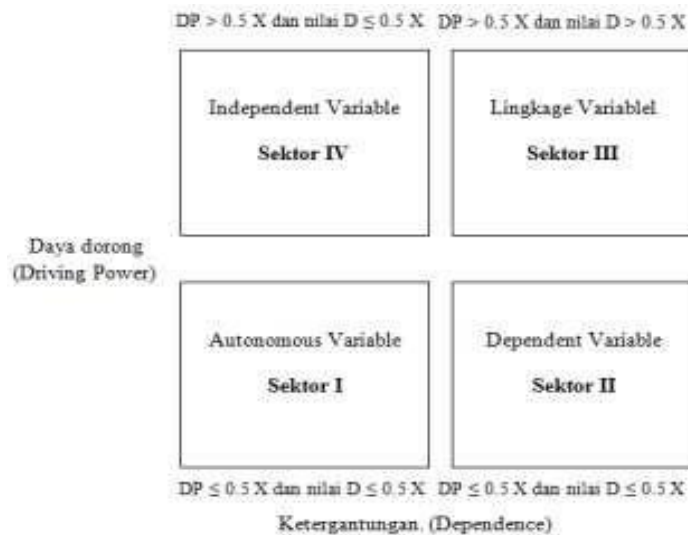 DP > 0.5 X dan nilai D ≤ 0.5 X DP > 0.5 X dan nilai D > 0.5 X
Independent Variable
Sektor IV
Lingkage Variablel
Sektor III
Daya dorong
(Driving Power)
Autonomous Variable
Sektor I
Dependent Variable
Sektor II
DP ≤ 0.5 X dan nilai D ≤ 0.5 X DP ≤ 0.5 X dan nilai D ≤ 0.5 X
Ketergantungan. (Dependence)